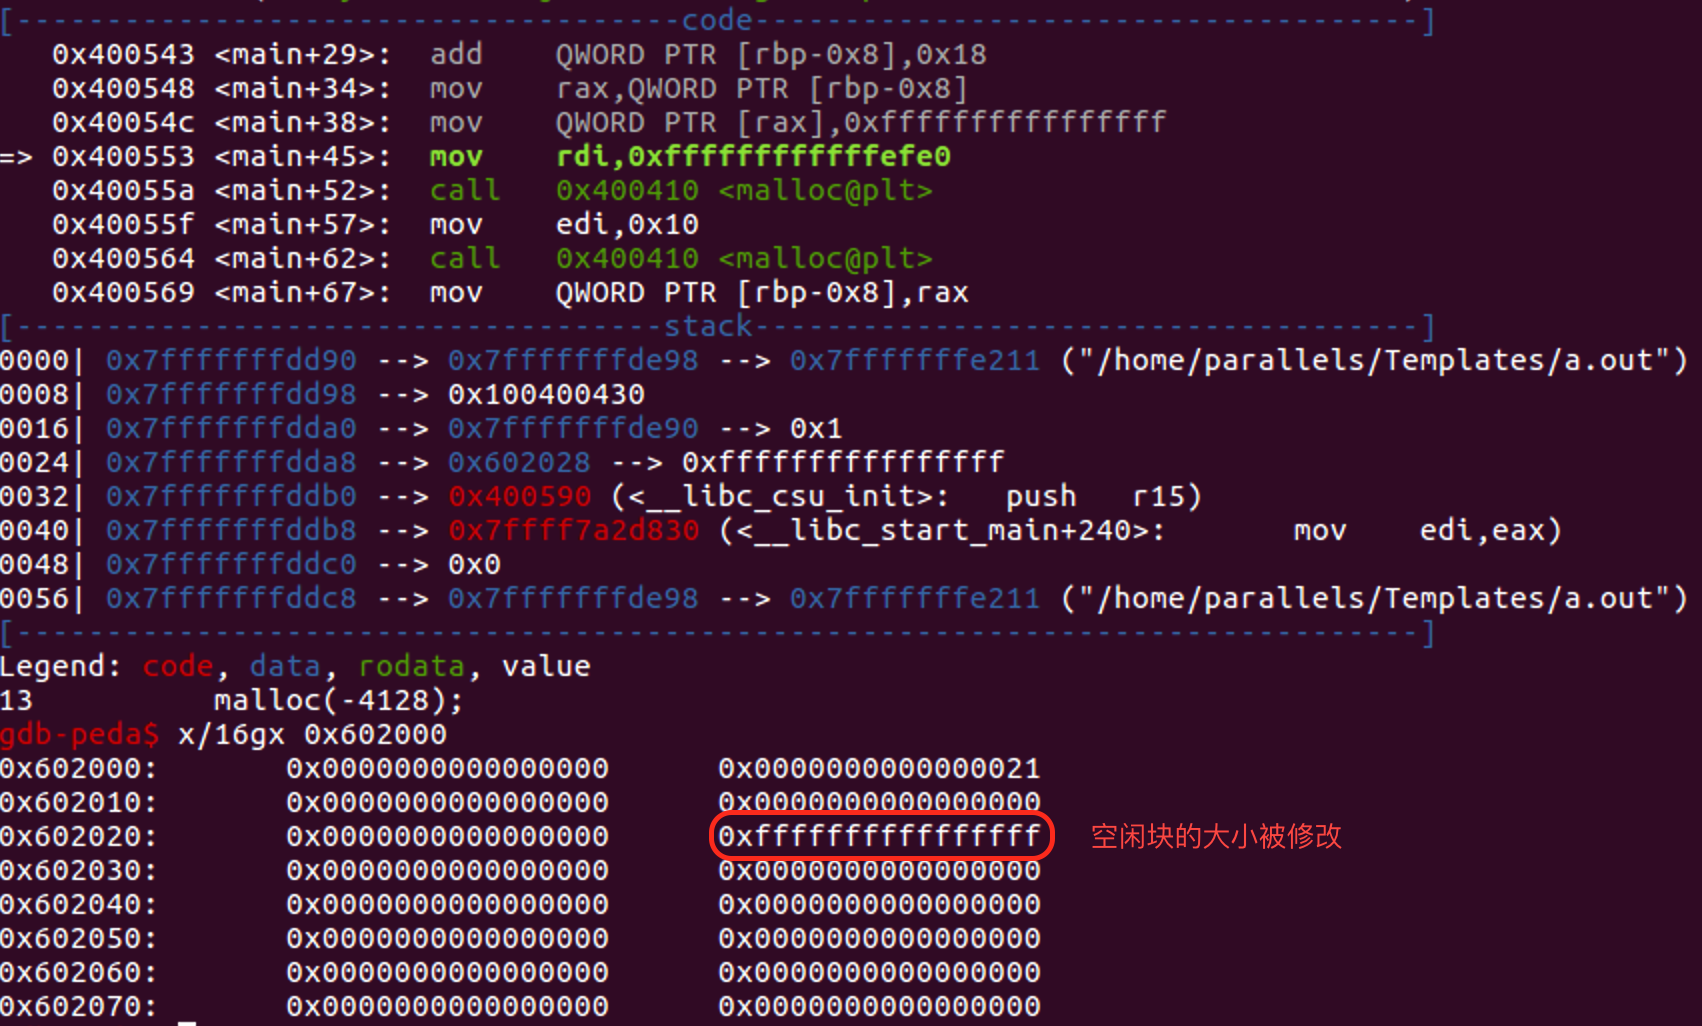 [-------------------------------------code-------------------------------------]
   0x400543 <main+29>:	add    QWORD PTR [rbp-0x8],0x18
   0x400548 <main+34>:	mov    rax,QWORD PTR [rbp-0x8]
   0x40054c <main+38>:	mov    QWORD PTR [rax],0xffffffffffffffff
=> 0x400553 <main+45>:	mov    rdi,0xffffffffffffefe0
   0x40055a <main+52>:	call   0x400410 <malloc@plt>
   0x40055f <main+57>:	mov    edi,0x10
   0x400564 <main+62>:	call   0x400410 <malloc@plt>
   0x400569 <main+67>:	mov    QWORD PTR [rbp-0x8],rax
[------------------------------------stack-------------------------------------]
0000| 0x7fffffffdd90 --> 0x7fffffffde98 --> 0x7fffffffe211 ("/home/parallels/Templates/a.out")
0008| 0x7fffffffdd98 --> 0x100400430
0016| 0x7fffffffdda0 --> 0x7fffffffde90 --> 0x1
0024| 0x7fffffffdda8 --> 0x602028 --> 0xffffffffffffffff
0032| 0x7fffffffddb0 --> 0x400590 (<__libc_csu_init>:	push   r15)
0040| 0x7fffffffddb8 --> 0x7ffff7a2d830 (<__libc_start_main+240>:	mov    edi,eax)
0048| 0x7fffffffddc0 --> 0x0
0056| 0x7fffffffddc8 --> 0x7fffffffde98 --> 0x7fffffffe211 ("/home/parallels/Templates/a.out")
[------------------------------------------------------------------------------]
Legend: code, data, rodata, value
13	    malloc(-4128);
gdb-peda$ x/16gx 0x602000
0x602000:	0x0000000000000000	0x0000000000000021
0x602010:	0x0000000000000000	0x0000000000000000
0x602020:	0x0000000000000000	0xffffffffffffffff 空闲块的大小被修改
0x602030:	0x0000000000000000	0x0000000000000000
0x602040:	0x0000000000000000	0x0000000000000000
0x602050:	0x0000000000000000	0x0000000000000000
0x602060:	0x0000000000000000	0x0000000000000000
0x602070:	0x0000000000000000	0x0000000000000000